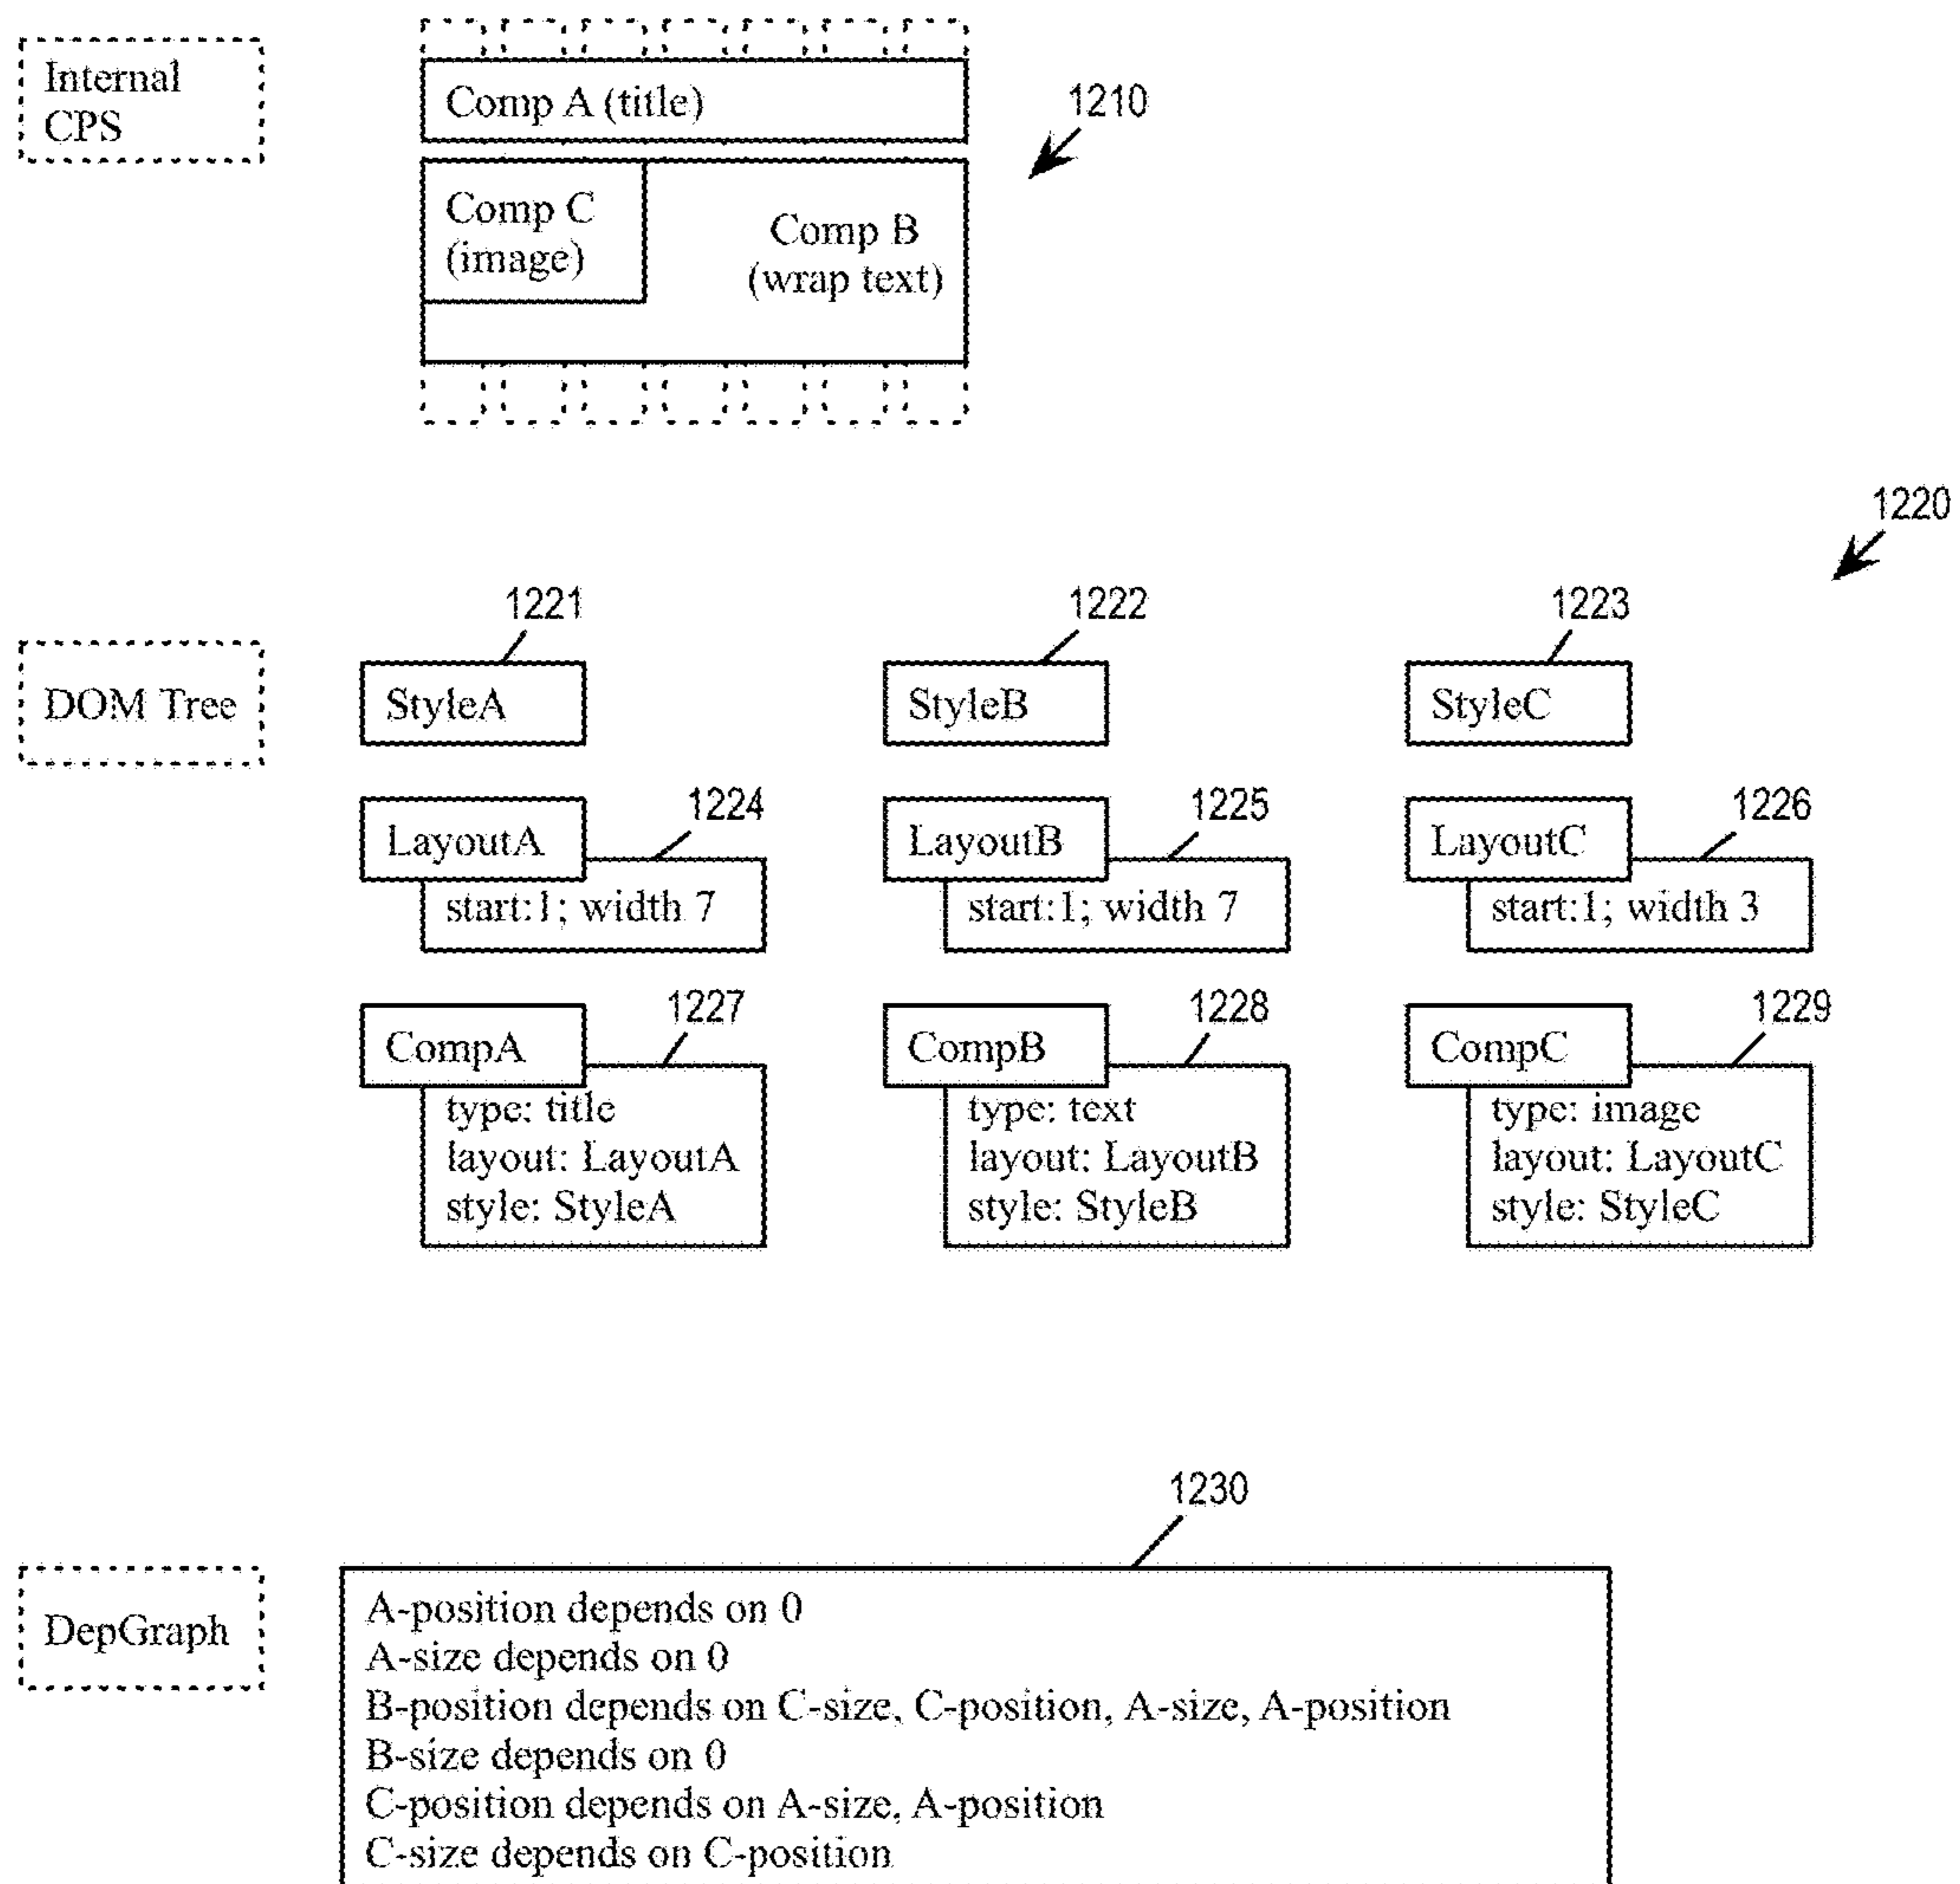 Internal
CPS
Comp A (title)
1210
Comp C
(image)
Comp B
(wrap text)
1220
1221
1222
1223
DOM Tree
StyleA
StyleB
StyleC
1224
1225
1226
LayoutA
LayoutB
LayoutC
start:1; width 7
start:1; width 7
start:1; width 3
1227
1228
1229
CompA
CompB
CompC
type: title
layout: LayoutA
style: StyleA
type: text
layout: LayoutB
style: StyleB
type: image
layout: LayoutC
style: StyleC
1230
DepGraph
A-position depends on 0
A-size depends on 0
B-position depends on C-size, C-position, A-size, A-position
B-size depends on 0
C-position depends on A-size, A-position
C-size depends on C-position